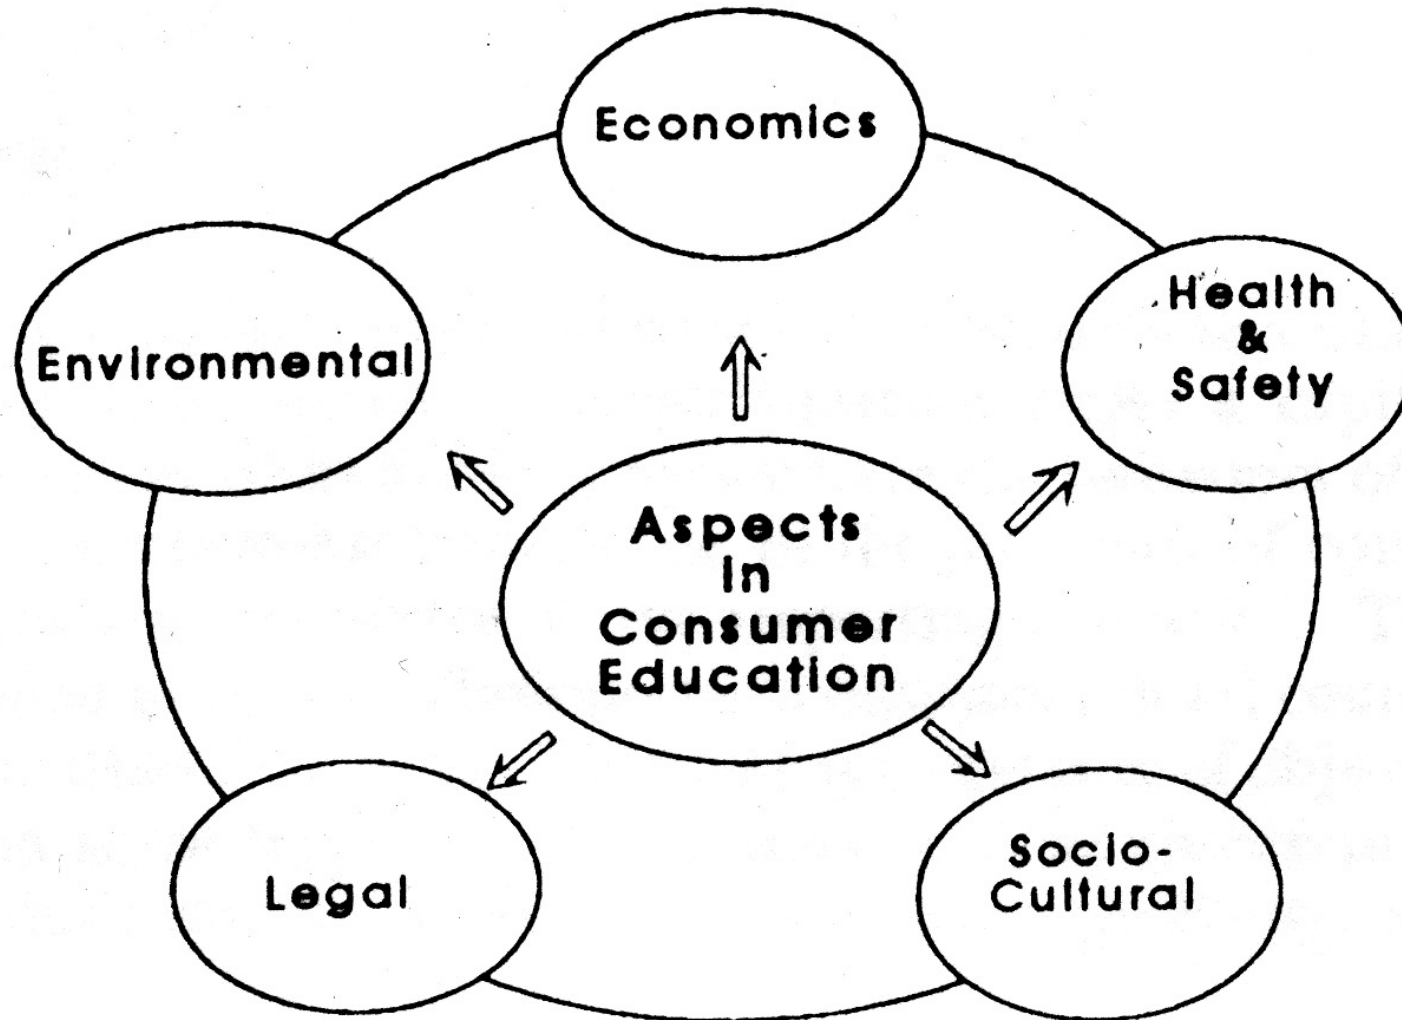 Economics
Health
&
Safety
Environmental
Aspects
in
Consumer
Education
Legal
Socio-
Cultural